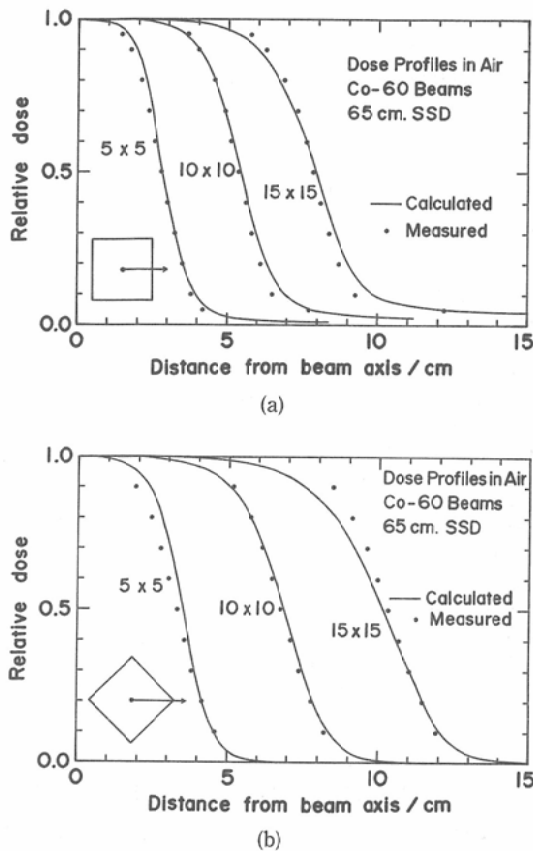 1.0
Dose Profiles in Air
Co-60 Beams
65 cm. SSD
Relative dose
5 x 5
10 x 10
15 x 15
0.5
Calculated
Measured
0.0
0 5 10 15
Distance from beam axis / cm
(a)
1.0
Dose Profiles in Air
Co-60 Beams
65 cm. SSD
Relative dose
5 x 5
10 x 10
15 x 15
0.5
Calculated
Measured
0.0
0 5 10 15
Distance from beam axis / cm
(b)